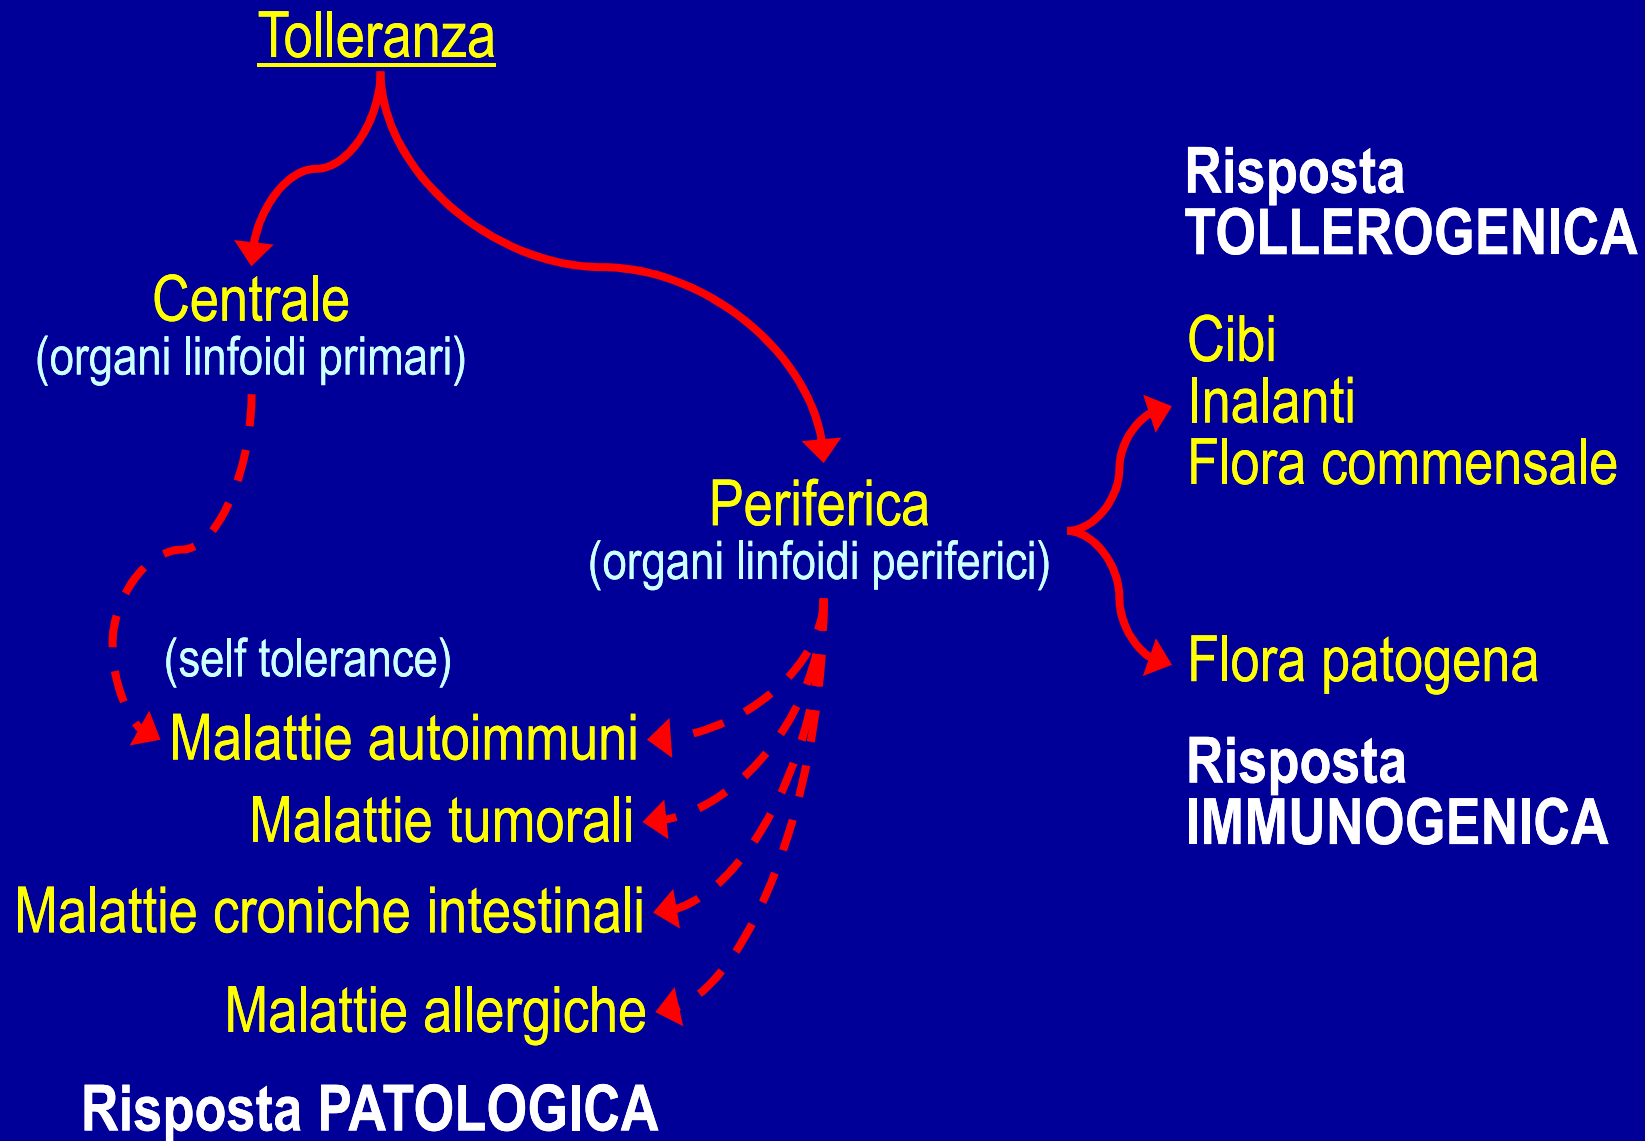 Tolleranza
Centrale
(organi linfoidi primari)
Periferica
(organi linfoidi periferici)
Risposta
TOLLEROGENICA
Cibi
Inalanti
Flora commensale
Flora patogena
Risposta
IMMUNOGENICA
(self tolerance)
Malattie autoimmuni
Malattie tumorali
Malattie croniche intestinali
Malattie allergiche
Risposta PATOLOGICA